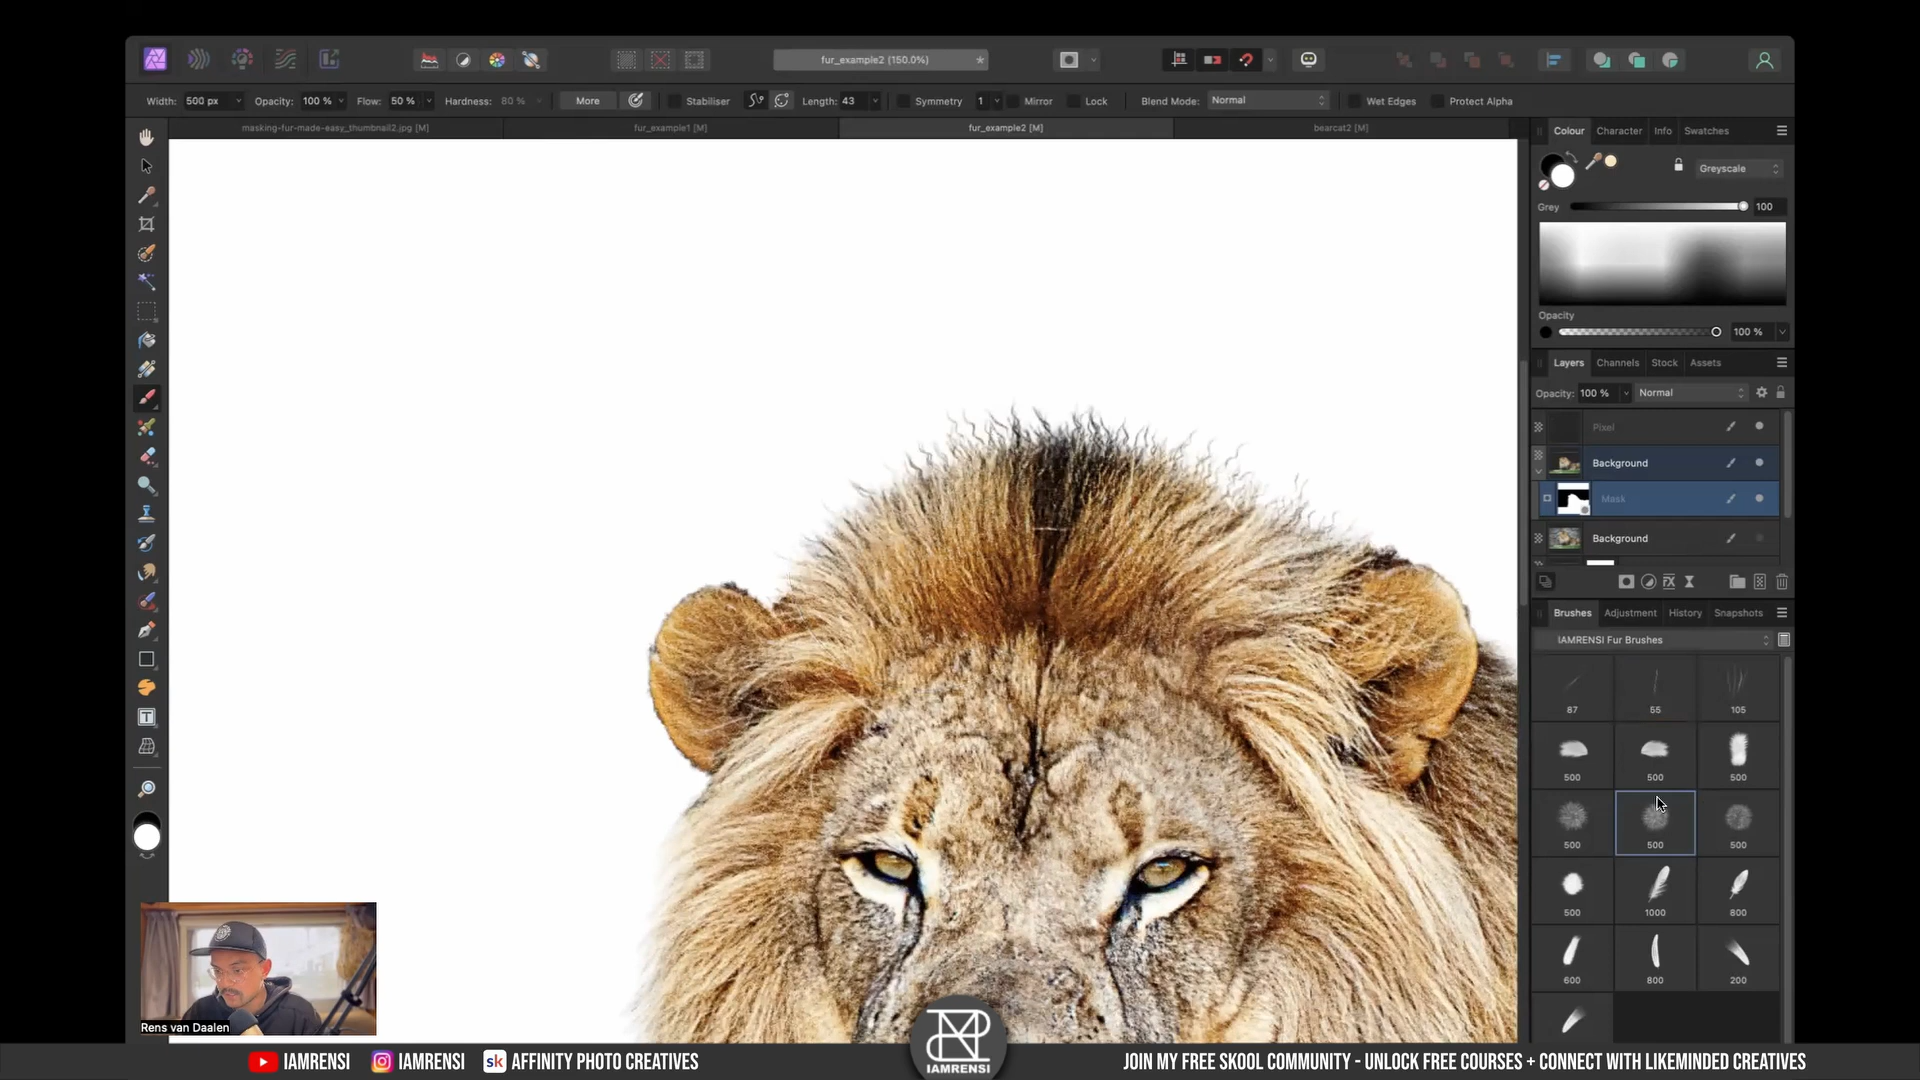 fur_example2 (150.0%) *
Width: 500 px Opacity: 100 % Flow: 50 % Hardness: 80 % More Stabiliser Length: 43 Symmetry 1 Mirror Lock Blend Mode: Normal Wet Edges Protect Alpha
masking-fur-made-easy_thumbnail2.jpg [M] fur_example1 [M] fur_example2 [M] bearcat2 [M]
Colour Character Info Swatches
Greyscale
Grey 100
Opacity
100 %
Layers Channels Stock Assets
Opacity: 100 % Normal
Pixel
Background
Mask
Background
Brushes Adjustment History Snapshots
IAMRENSI Fur Brushes
87 55 105
500 500 500
500 500 500
500 1000 800
600 800 200
Rens van Daalen
IAMRENSI IAMRENSI sk AFFINITY PHOTO CREATIVES
IAMRENSI
JOIN MY FREE SKOOL COMMUNITY - UNLOCK FREE COURSES + CONNECT WITH LIKEMINDED CREATIVES